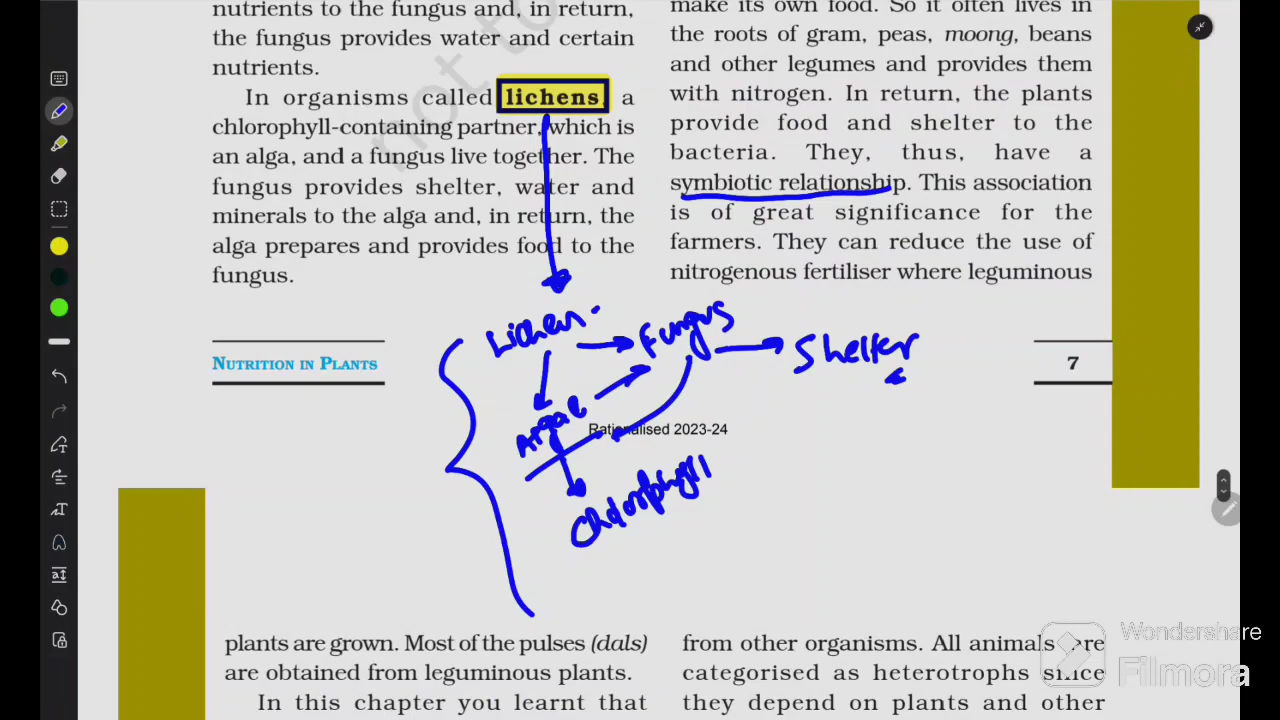 nutrients to the fungus and, in return,
the fungus provides water and certain
nutrients.
In organisms called lichens, a
chlorophyll-containing partner, which is
an alga, and a fungus live together. The
fungus provides shelter, water and
minerals to the alga and, in return, the
alga prepares and provides food to the
fungus.
make its own food. So it often lives in
the roots of gram, peas, moong, beans
and other legumes and provides them
with nitrogen. In return, the plants
provide food and shelter to the
bacteria. They, thus, have a
symbiotic relationship. This association
is of great significance for the
farmers. They can reduce the use of
nitrogenous fertiliser where leguminous
not to
Lichen
Fungus
Shelter
Algae
Chlorophyll
NUTRITION IN PLANTS
7
Rationalised 2023-24
plants are grown. Most of the pulses (dals)
are obtained from leguminous plants.
In this chapter you learnt that
from other organisms. All animals are
categorised as heterotrophs since
they depend on plants and other
Wondershare
Filmora